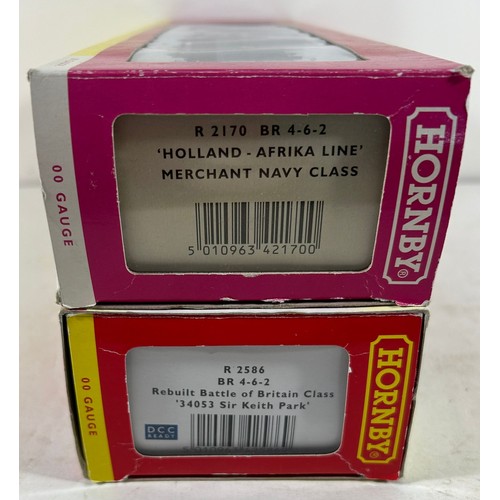 R 2170 BR 4-6-2
'HOLLAND - AFRIKA LINE'
MERCHANT NAVY CLASS
5 010963 421700
00 GAUGE
HORNBY®
R 2586
BR 4-6-2
Rebuilt Battle of Britain Class
'34053 Sir Keith Park'
DCC
READY
00 GAUGE
HORNBY®